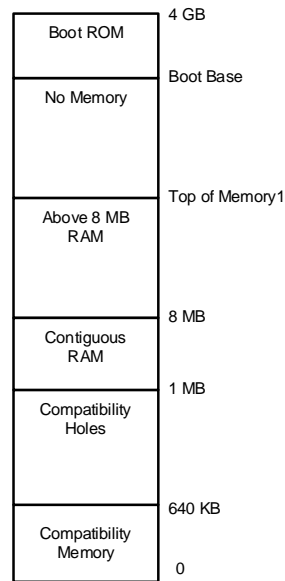 4 GB
Boot ROM
Boot Base
No Memory
Top of Memory1
Above 8 MB
RAM
8 MB
Contiguous
RAM
1 MB
Compatibility
Holes
640 KB
Compatibility
Memory
0